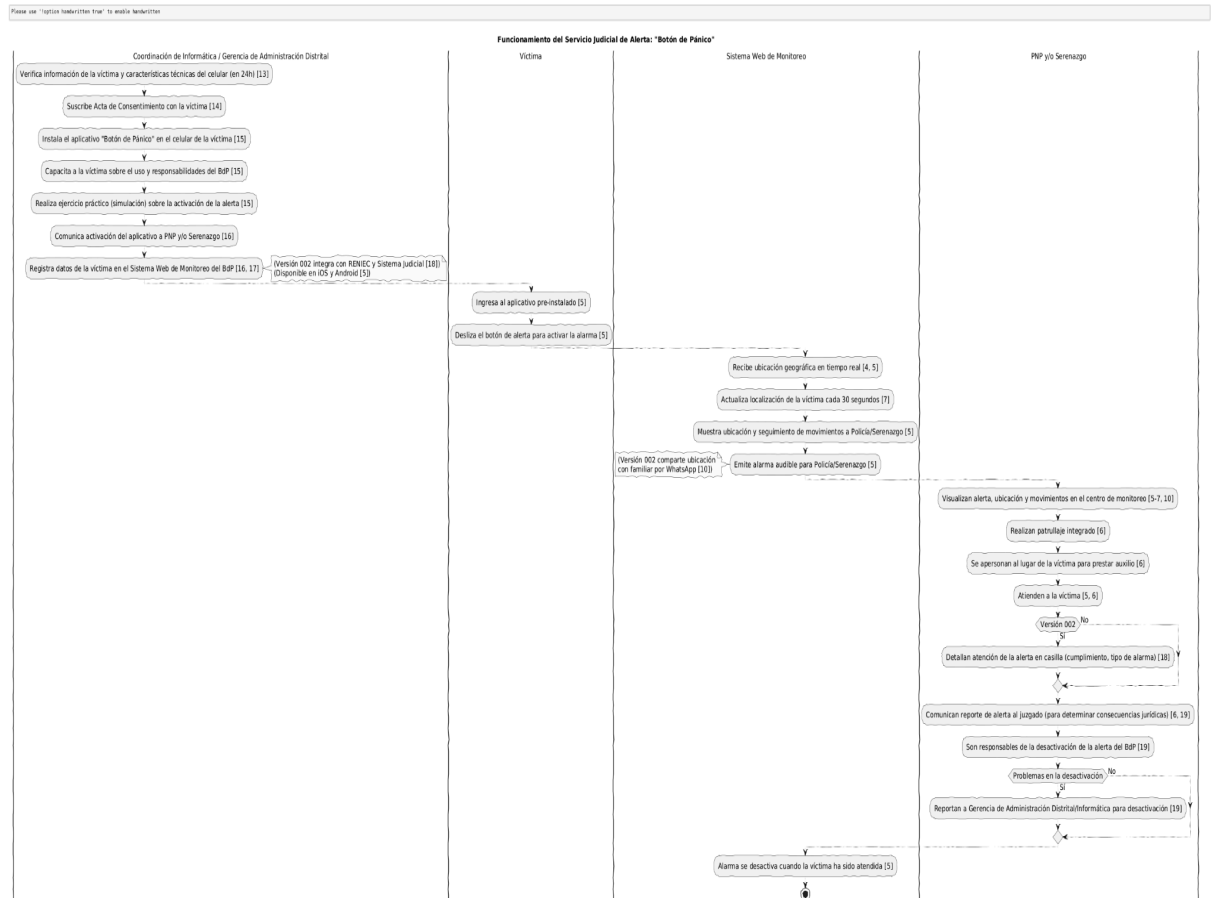 Please use '!option handwritten true' to enable handwritten
Funcionamiento del Servicio Judicial de Alerta: "Botón de Pánico"
Coordinación de Informática / Gerencia de Administración Distrital
Víctima
Sistema Web de Monitoreo
PNP y/o Serenazgo
Verifica información de la víctima y características técnicas del celular (en 24h) [13]
Suscribe Acta de Consentimiento con la víctima [14]
Instala el aplicativo "Botón de Pánico" en el celular de la víctima [15]
Capacita a la víctima sobre el uso y responsabilidades del BdP [15]
Realiza ejercicio práctico (simulación) sobre la activación de la alerta [15]
Comunica activación del aplicativo a PNP y/o Serenazgo [16]
Registra datos de la víctima en el Sistema Web de Monitoreo del BdP [16, 17]
(Versión 002 integra con RENIEC y Sistema Judicial [18])
(Disponible en iOS y Android [5])
Ingresa al aplicativo pre-instalado [5]
Desliza el botón de alerta para activar la alarma [5]
Recibe ubicación geográfica en tiempo real [4, 5]
Actualiza localización de la víctima cada 30 segundos [7]
Muestra ubicación y seguimiento de movimientos a Policía/Serenazgo [5]
(Versión 002 comparte ubicación
con familiar por WhatsApp [10])
Emite alarma audible para Policía/Serenazgo [5]
Visualizan alerta, ubicación y movimientos en el centro de monitoreo [5-7, 10]
Realizan patrullaje integrado [6]
Se apersonan al lugar de la víctima para prestar auxilio [6]
Atienden a la víctima [5, 6]
Versión 002
No
Sí
Detallan atención de la alerta en casilla (cumplimiento, tipo de alarma) [18]
Comunican reporte de alerta al juzgado (para determinar consecuencias jurídicas) [6, 19]
Son responsables de la desactivación de la alerta del BdP [19]
Problemas en la desactivación
No
Sí
Reportan a Gerencia de Administración Distrital/Informática para desactivación [19]
Alarma se desactiva cuando la víctima ha sido atendida [5]